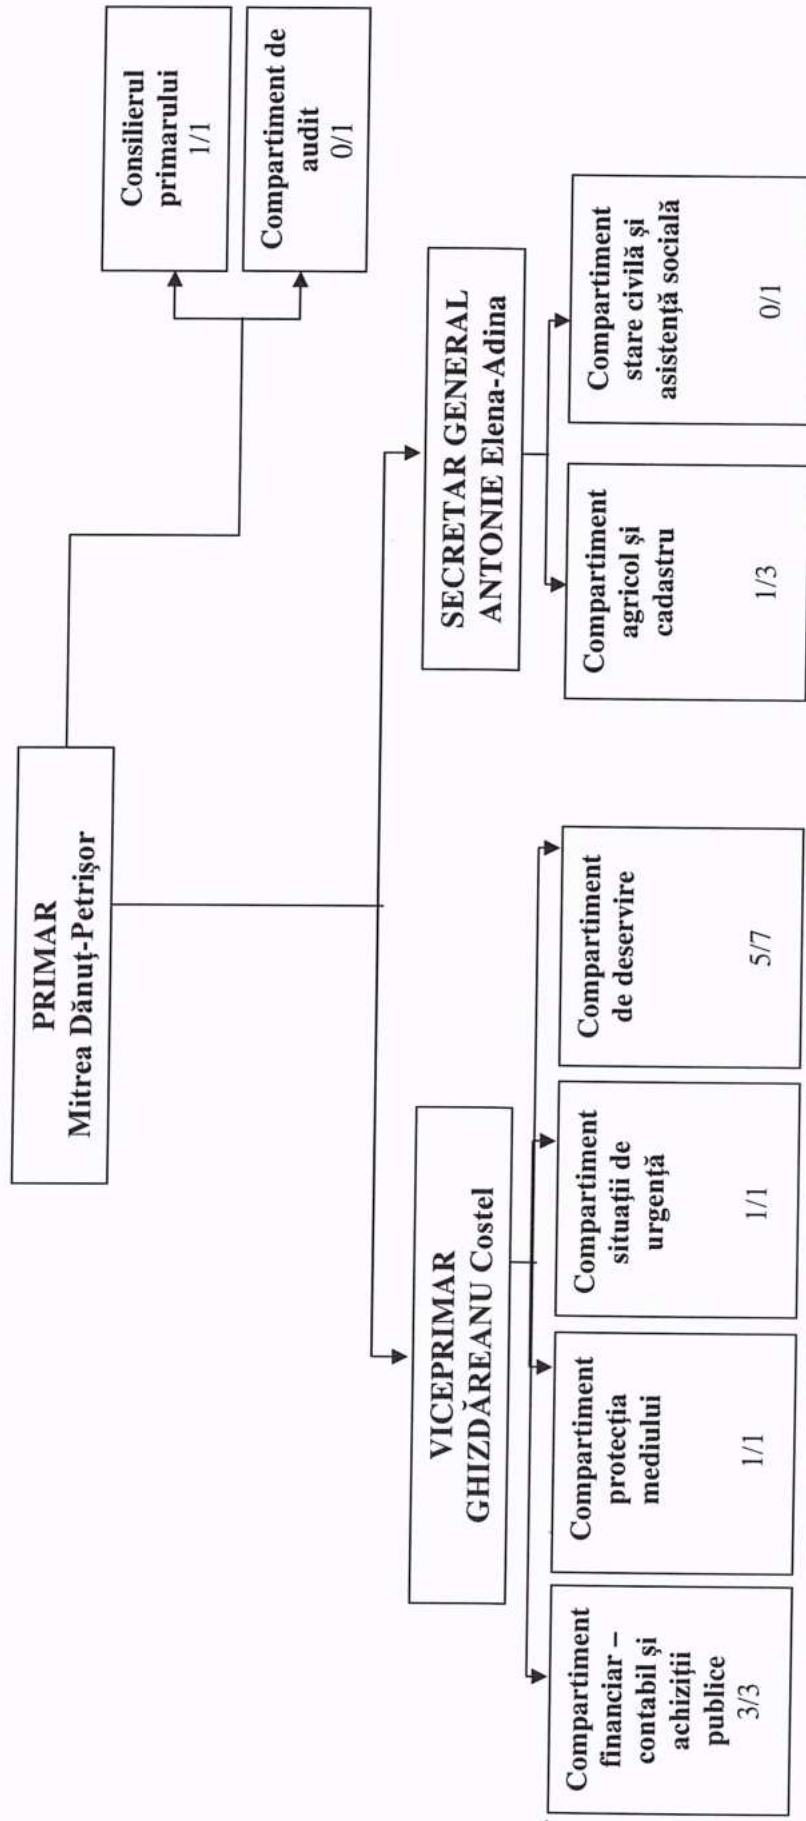 PRIMAR
Mitrea Dănuț-Petrișor
Consilierul
primarului
1/1
Compartiment de
audit
0/1
VICEPRIMAR
GHIZDĂREANU Costel
SECRETAR GENERAL
ANTONIE Elena-Adina
Compartiment
financiar –
contabil și
achiziții
publice
3/3
Compartiment
protecția
mediului
1/1
Compartiment
situații de
urgență
1/1
Compartiment
de deservire
5/7
Compartiment
agricol și
cadastru
1/3
Compartiment
stare civilă și
asistență socială
0/1